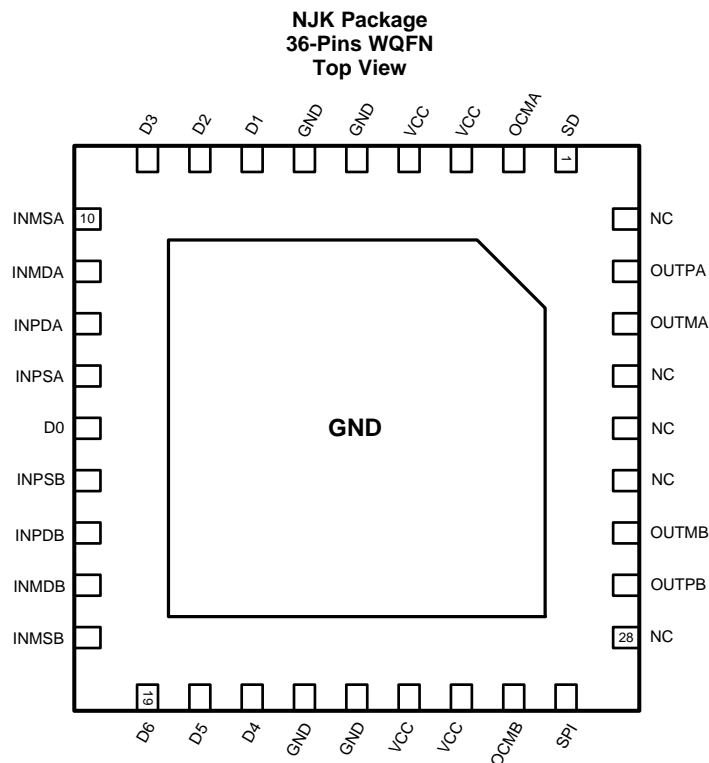 NJK Package
36-Pins WQFN
Top View
D3
D2
D1
GND
GND
VCC
VCC
OCMA
SD
1
10
INMSA
INMDA
INPDA
INPSA
D0
INPSB
INPDB
INMDB
INMSB
GND
NC
OUTPA
OUTMA
NC
NC
NC
OUTMB
OUTPB
28
NC
19
D6
D5
D4
GND
GND
VCC
VCC
OCMB
SPI